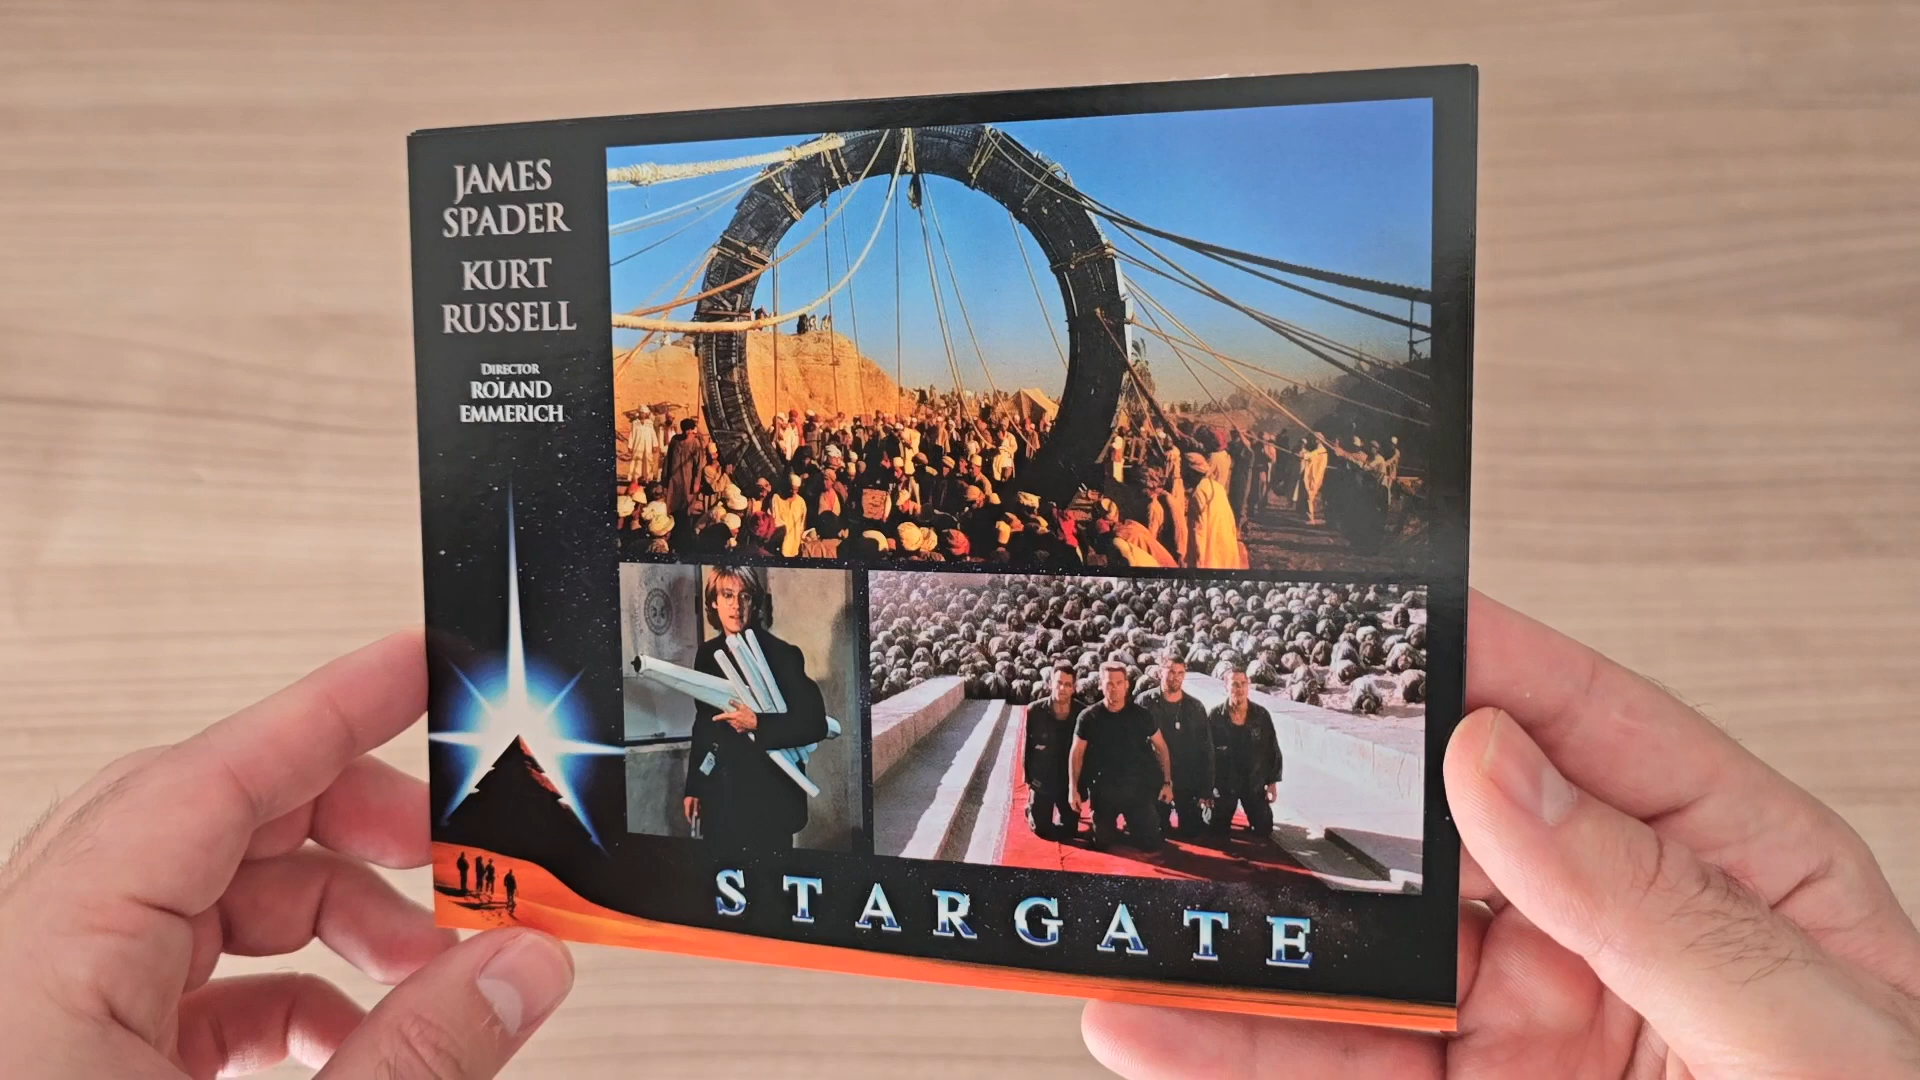 JAMES
SPADER
KURT
RUSSELL
DIRECTOR
ROLAND
EMMERICH
STARGATE